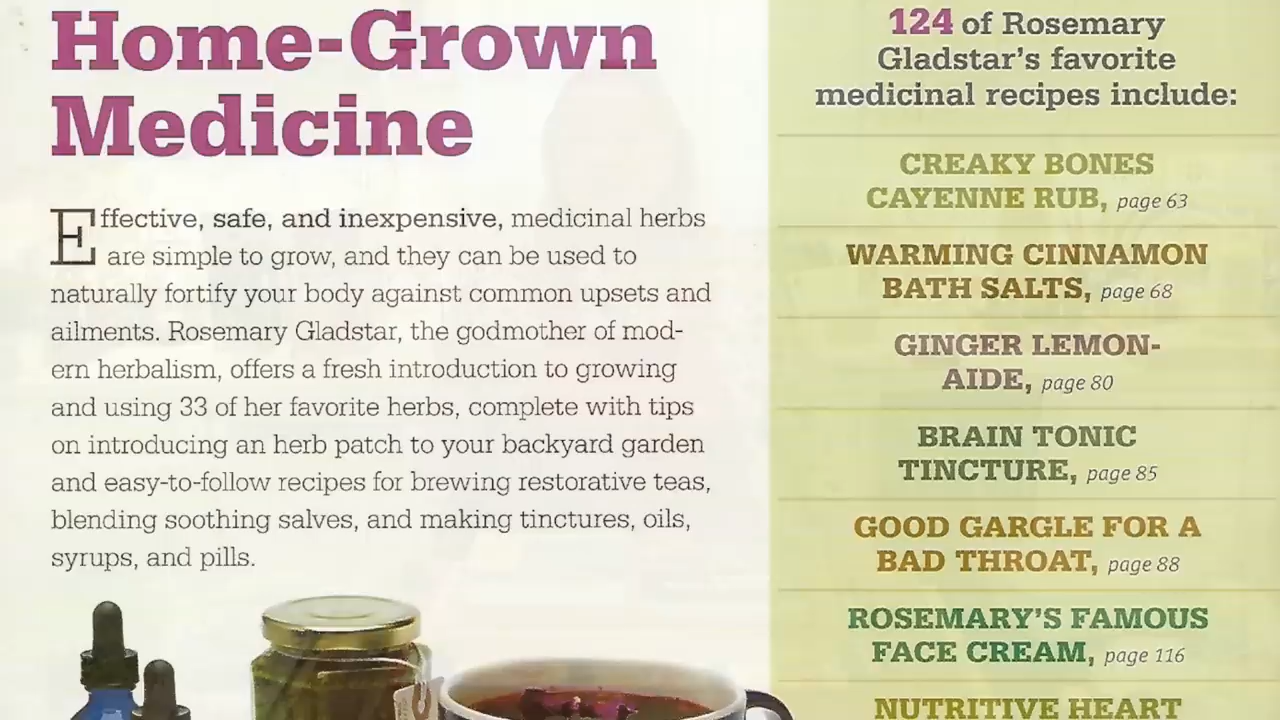 Home-Grown
Medicine
Effective, safe, and inexpensive, medicinal herbs
are simple to grow, and they can be used to
naturally fortify your body against common upsets and
ailments. Rosemary Gladstar, the godmother of mod-
ern herbalism, offers a fresh introduction to growing
and using 33 of her favorite herbs, complete with tips
on introducing an herb patch to your backyard garden
and easy-to-follow recipes for brewing restorative teas,
blending soothing salves, and making tinctures, oils,
syrups, and pills.
124 of Rosemary
Gladstar's favorite
medicinal recipes include:
CREAKY BONES
CAYENNE RUB, page 63
WARMING CINNAMON
BATH SALTS, page 68
GINGER LEMON-
AIDE, page 80
BRAIN TONIC
TINCTURE, page 85
GOOD GARGLE FOR A
BAD THROAT, page 88
ROSEMARY'S FAMOUS
FACE CREAM, page 116
NUTRITIVE HEART